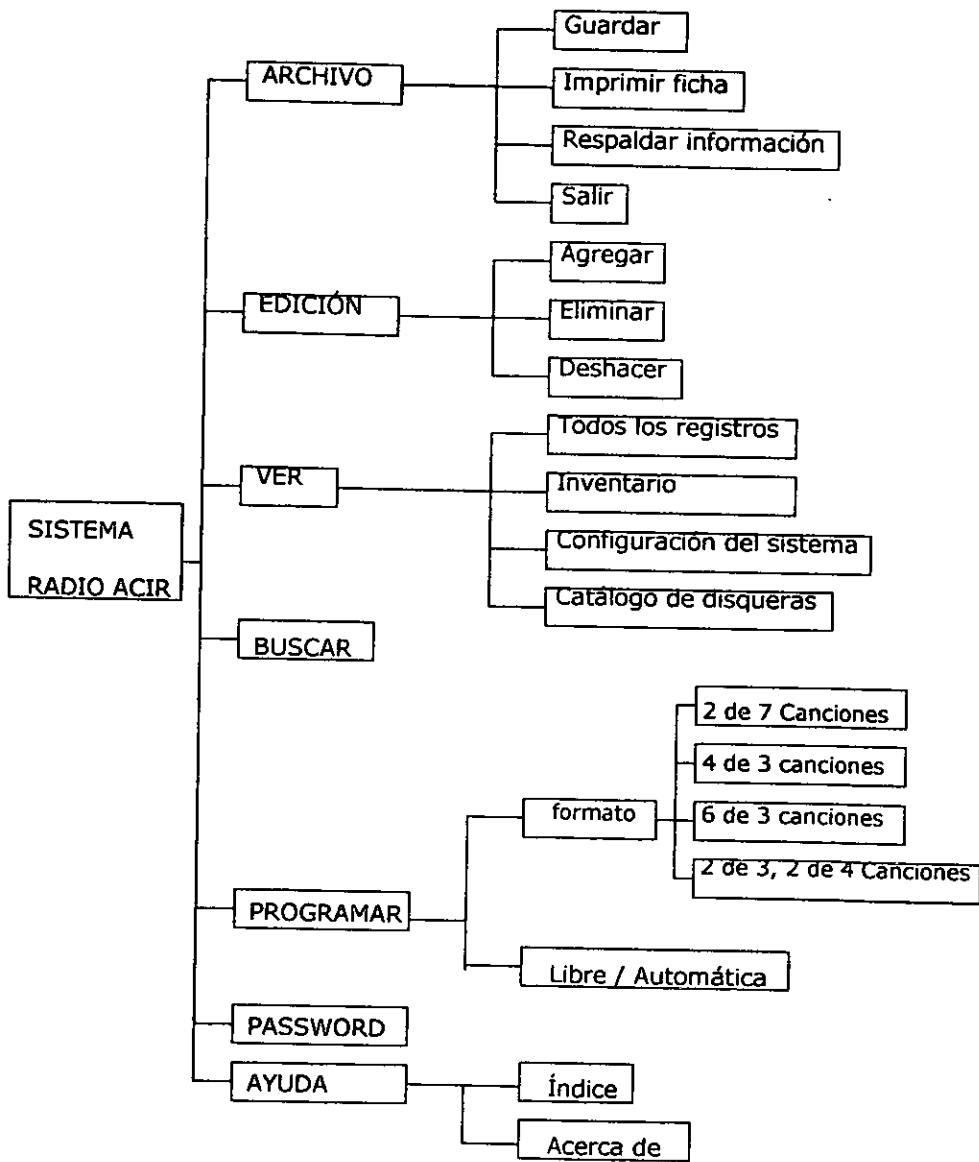 Guardar
ARCHIVO
Imprimir ficha
Respaldar información
Salir
Agregar
EDICIÓN
Eliminar
Deshacer
Todos los registros
VER
Inventario
SISTEMA
RADIO ACIR
Configuración del sistema
Catálogo de disqueras
BUSCAR
2 de 7 Canciones
4 de 3 canciones
formato
6 de 3 canciones
2 de 3, 2 de 4 Canciones
PROGRAMAR
Libre / Automática
PASSWORD
AYUDA
Índice
Acerca de